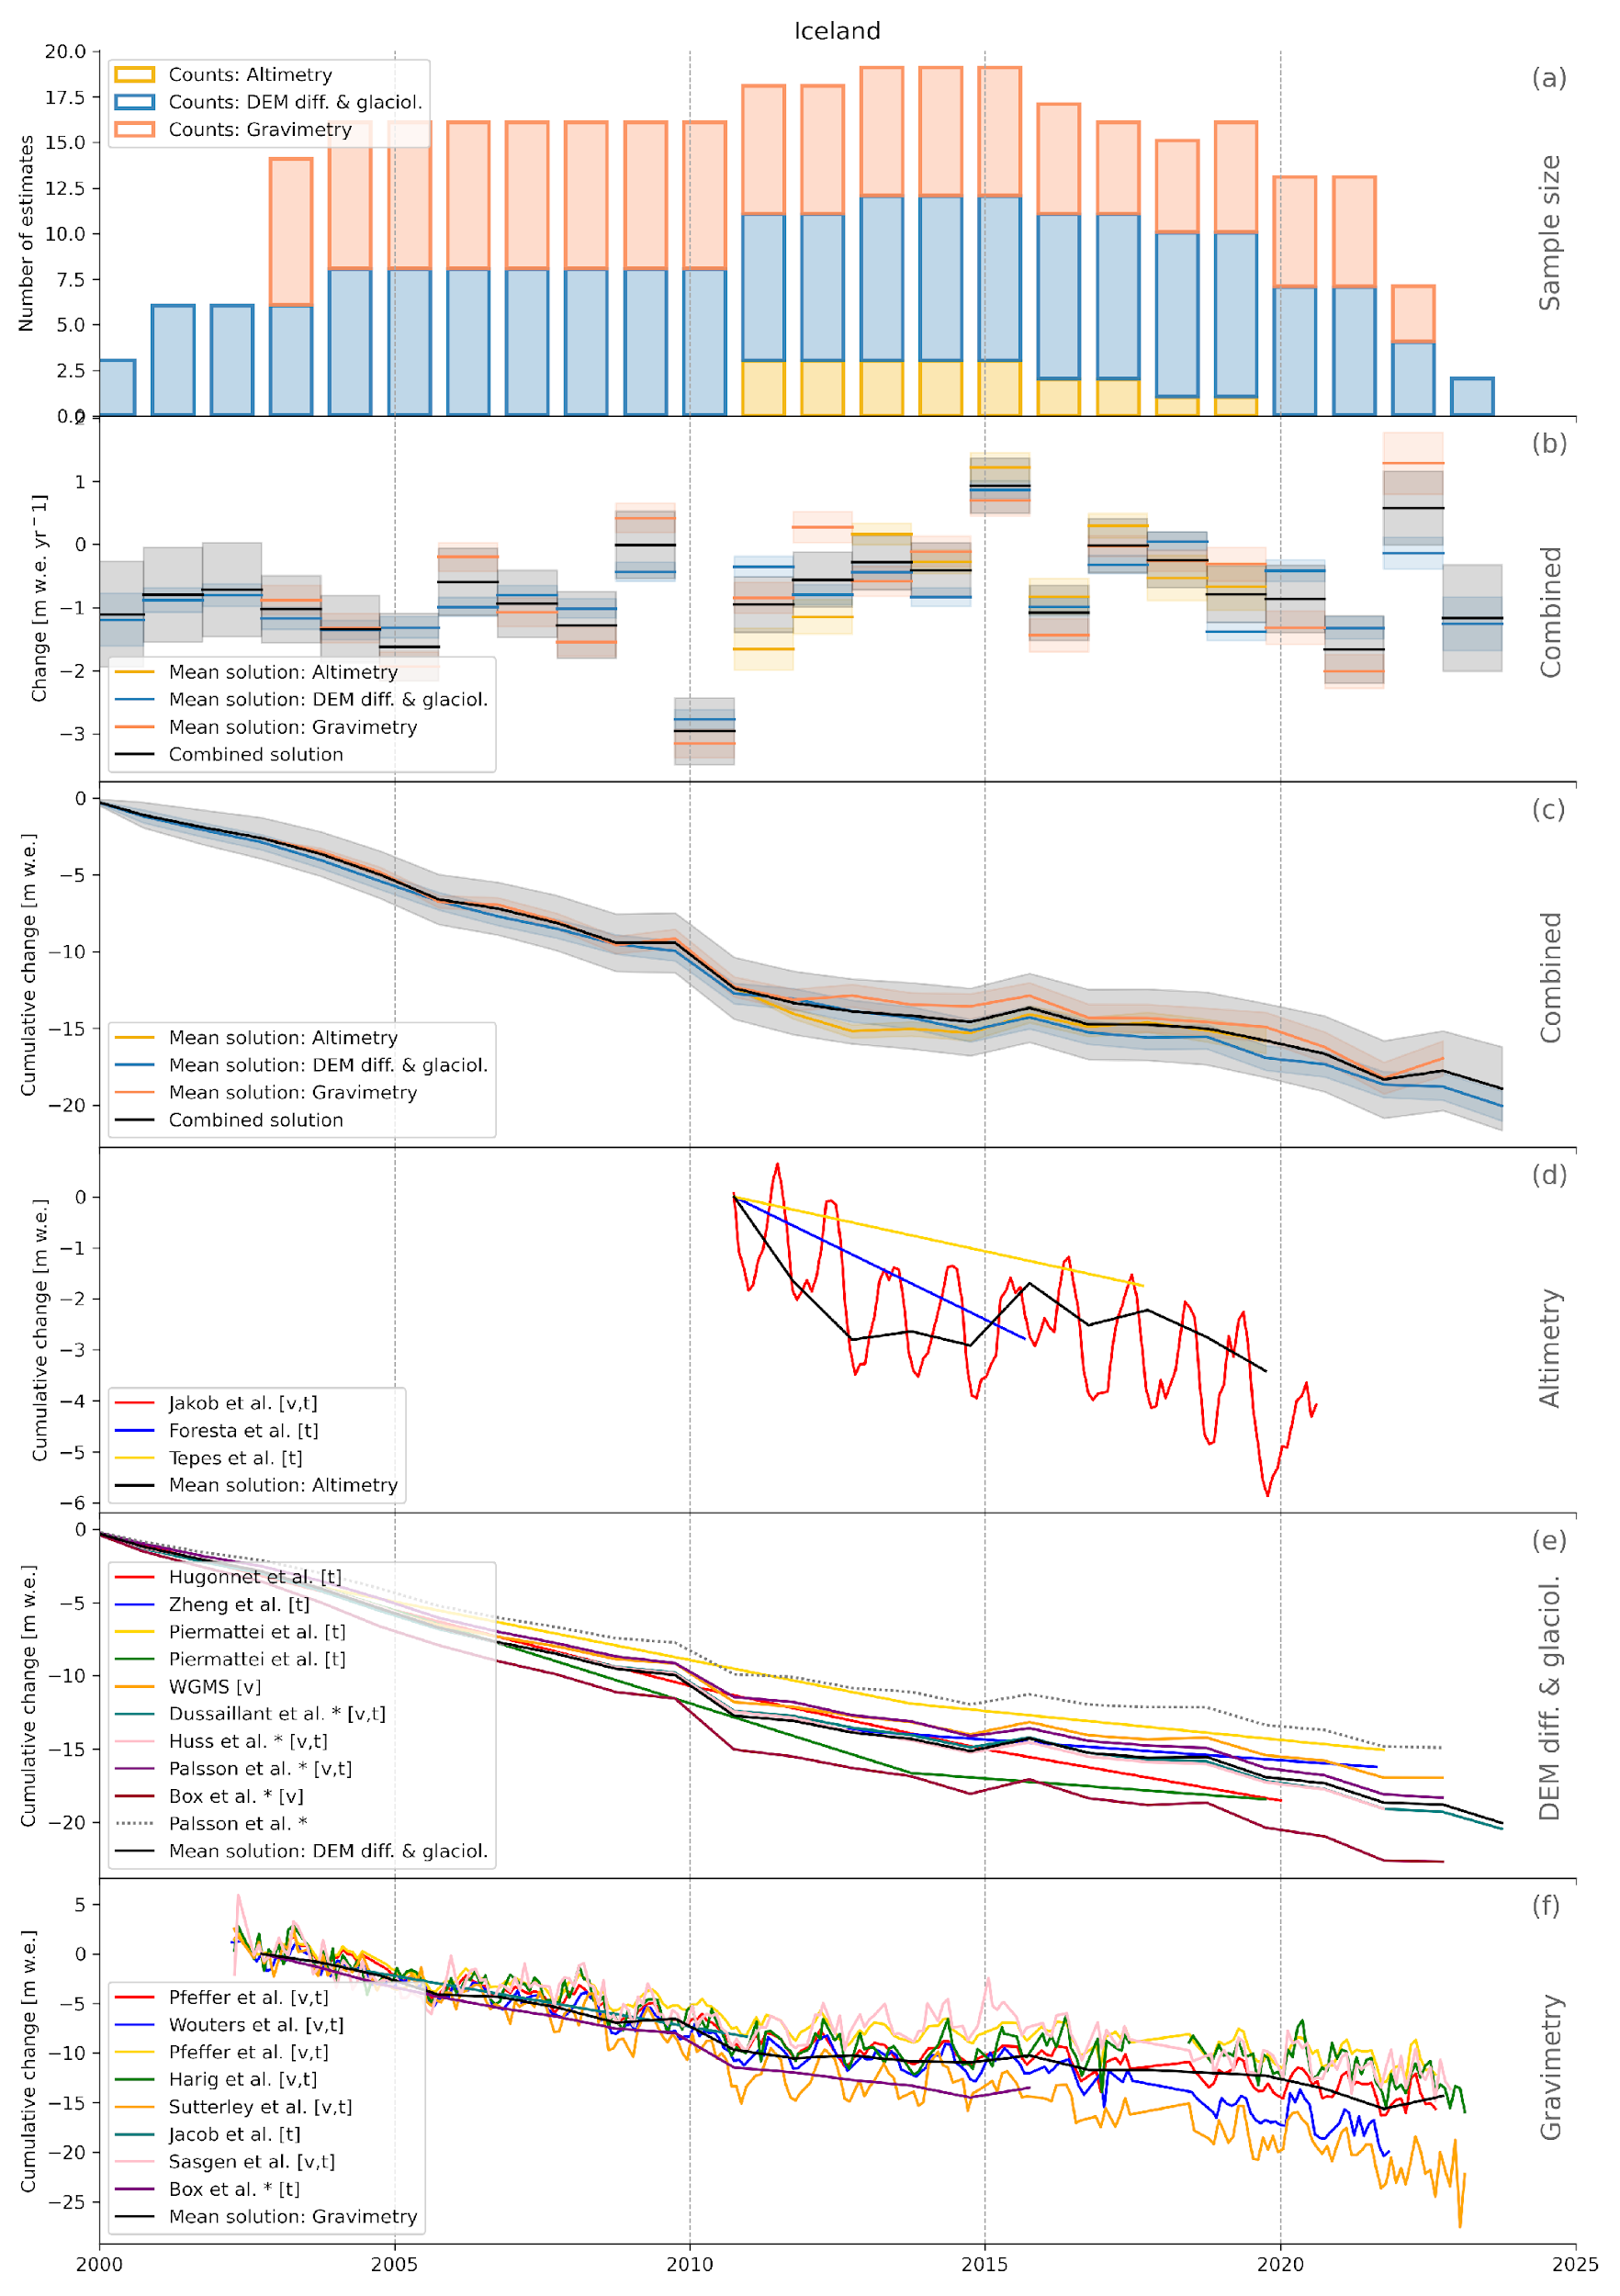 Iceland
(a)
Sample size
Number of estimates
20.0
17.5
15.0
12.5
10.0
7.5
5.0
2.5
0.0
Counts: Altimetry
Counts: DEM diff. & glaciol.
Counts: Gravimetry
(b)
Combined
Change [m w.e. yr⁻1]
2
1
0
−1
−2
−3
Mean solution: Altimetry
Mean solution: DEM diff. & glaciol.
Mean solution: Gravimetry
Combined solution
(c)
Combined
Cumulative change [m w.e.]
0
−5
−10
−15
−20
Mean solution: Altimetry
Mean solution: DEM diff. & glaciol.
Mean solution: Gravimetry
Combined solution
(d)
Altimetry
Cumulative change [m w.e.]
0
−1
−2
−3
−4
−5
−6
Jakob et al. [v,t]
Foresta et al. [t]
Tepes et al. [t]
Mean solution: Altimetry
(e)
DEM diff. & glaciol.
Cumulative change [m w.e.]
0
−5
−10
−15
−20
Hugonnet et al. [t]
Zheng et al. [t]
Piermattei et al. [t]
Piermattei et al. [t]
WGMS [v]
Dussaillant et al. * [v,t]
Huss et al. * [v,t]
Palsson et al. * [v,t]
Box et al. * [v]
Palsson et al. *
Mean solution: DEM diff. & glaciol.
(f)
Gravimetry
Cumulative change [m w.e.]
5
0
−5
−10
−15
−20
−25
Pfeffer et al. [v,t]
Wouters et al. [v,t]
Pfeffer et al. [v,t]
Harig et al. [v,t]
Sutterley et al. [v,t]
Jacob et al. [t]
Sasgen et al. [v,t]
Box et al. * [t]
Mean solution: Gravimetry
2000 2005 2010 2015 2020 2025